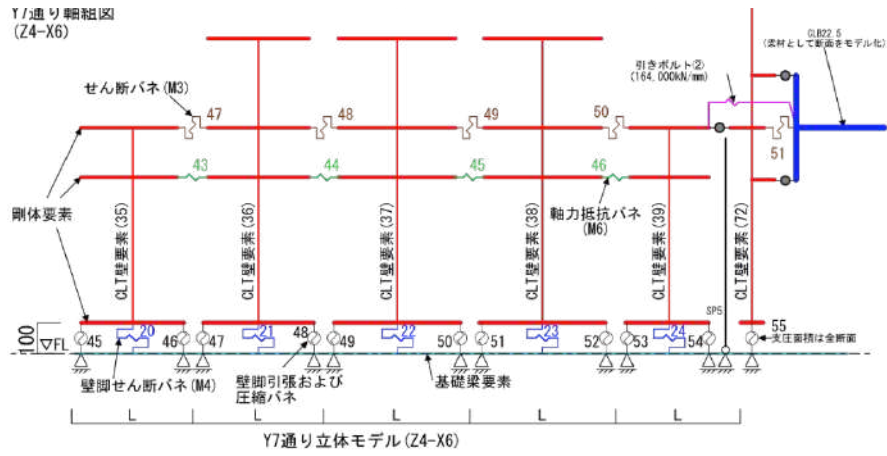 Y7通り軸組図
(Z4-X6)
GLB22.5
(梁材として断面をモデル化)
引きボルト②
(164.000kN/mm)
せん断バネ(M3)
47
48
49
50
51
43
44
45
46
剛体要素
軸力抵抗バネ
(M6)
CLT壁要素(35)
CLT壁要素(36)
CLT壁要素(37)
CLT壁要素(38)
CLT壁要素(39)
CLT壁要素(72)
SP5
100
▽FL
45
20
46
47
21
48
49
22
50
51
23
52
53
24
54
55
支圧面積は全断面
壁脚せん断バネ(M4)
壁脚引張および
圧縮バネ
基礎梁要素
L
L
L
L
L
Y7通り立体モデル(Z4-X6)